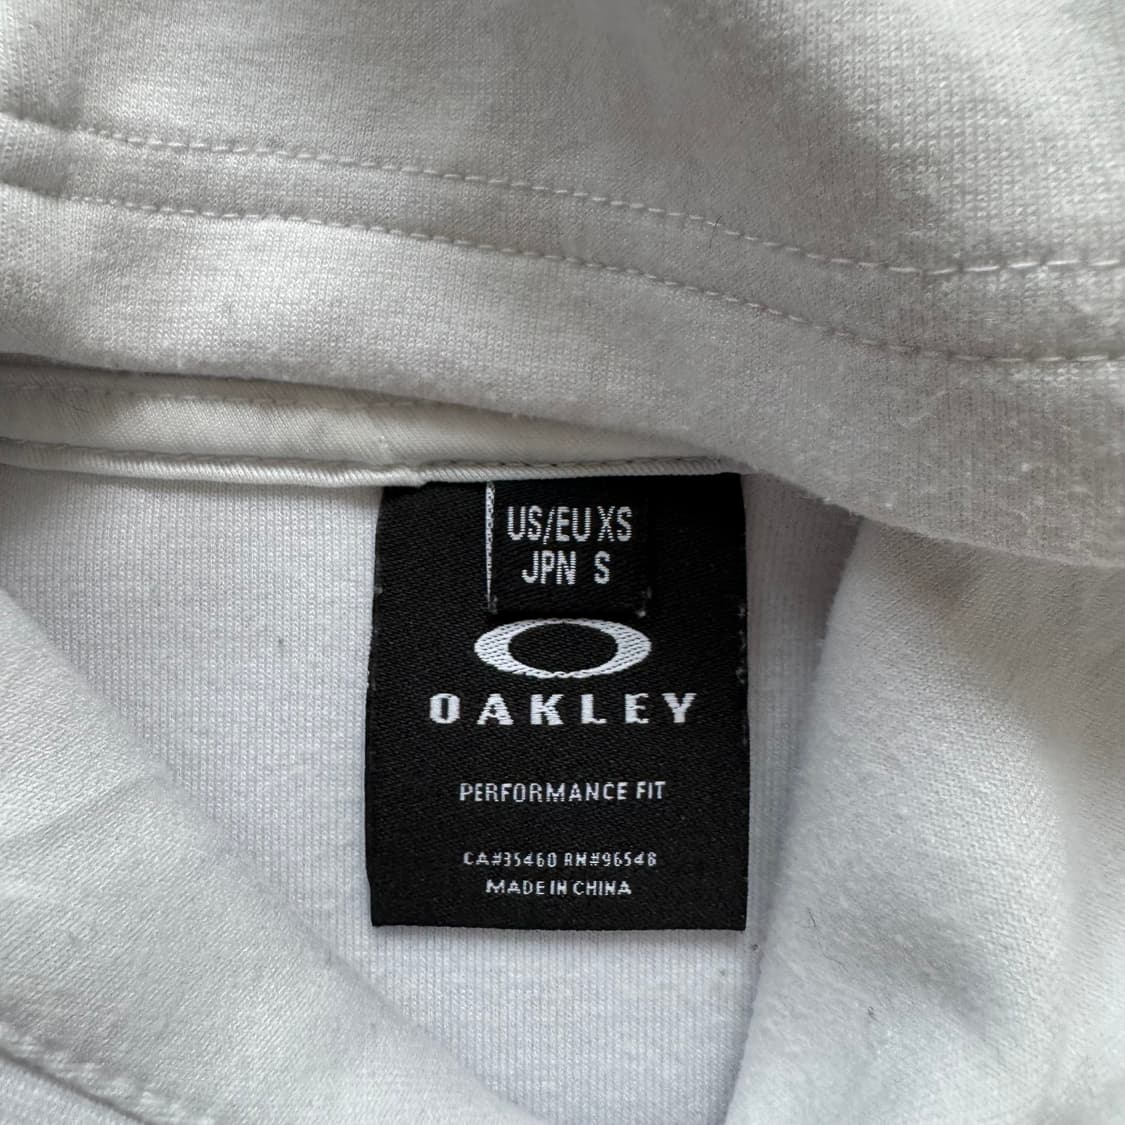 US/EU XS
JPN S
OAKLEY
PERFORMANCE FIT
CA#35460 RN#96548
MADE IN CHINA